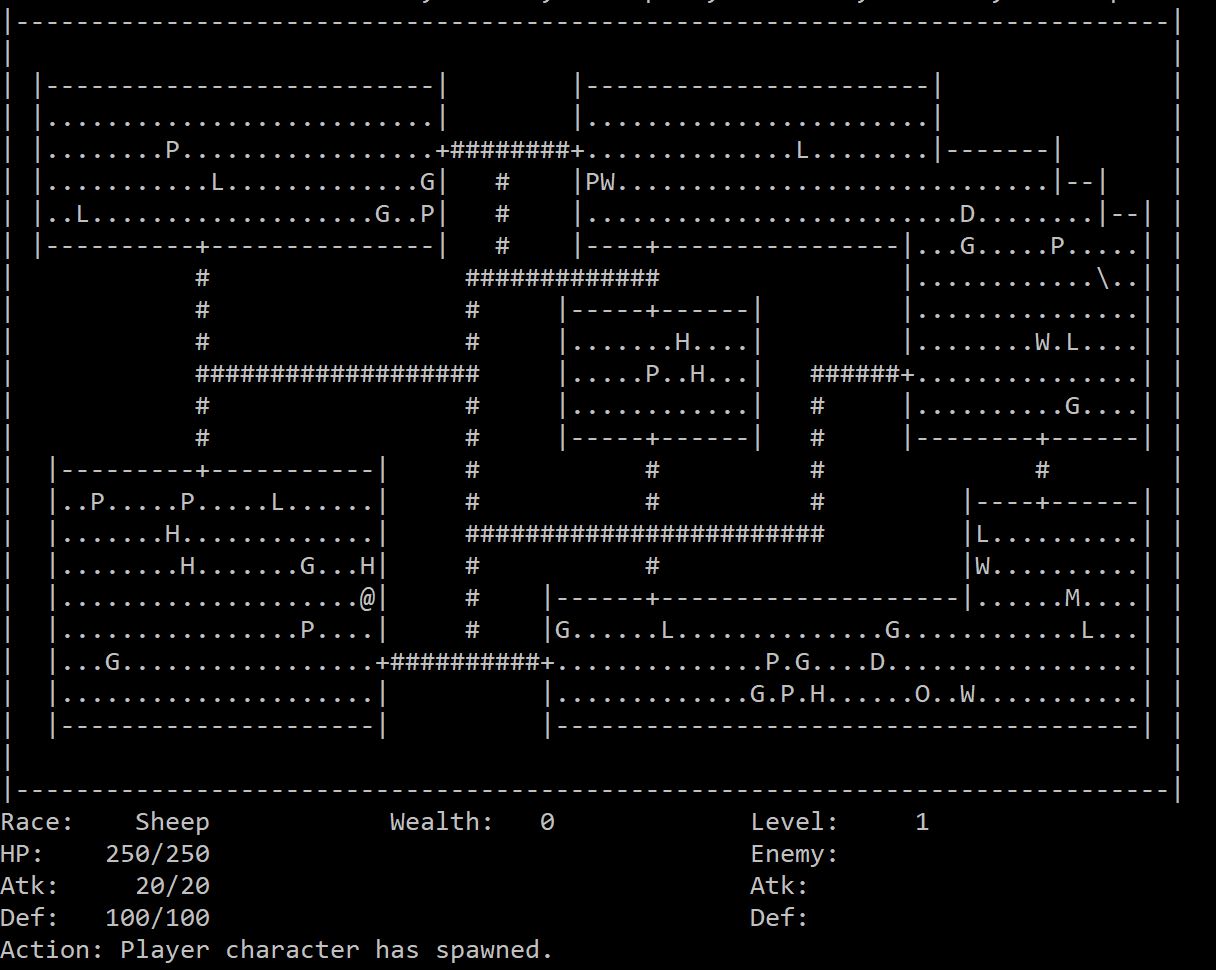 |-----------------------------------------------------------------------------|
|                                                                             |
| |--------------------------|        |-----------------------|               |
| |..........................|        |.......................|               |
| |........P.................+########+..............L........|-------|       |
| |...........L.............G|   #    |PW.............................|--|    |
| |..L...................G..P|   #    |.........................D........|--| |
| |----------+---------------|   #    |----+----------------|...G.....P.....| |
|            #                 #############                |............\..| |
|            #                 #     |-----+------|         |...............| |
|            #                 #     |.......H....|         |........W.L....| |
|            ###################     |.....P..H...|   ######+...............| |
|            #                 #     |............|   #     |..........G....| |
|            #                 #     |-----+------|   #     |--------+------| |
|  |---------+-----------|     #           #          #              #        |
|  |..P.....P.....L......|     #           #          #         |----+------| |
|  |.......H.............|     ########################         |L..........| |
|  |........H.......G...H|     #           #                    |W..........| |
|  |....................@|     #    |------+--------------------|......M....| |
|  |................P....|     #    |G......L..............G............L...| |
|  |...G.................+##########+..............P.G....D.................| |
|  |.....................|          |.............G.P.H......O..W...........| |
|  |---------------------|          |---------------------------------------| |
|                                                                             |
|-----------------------------------------------------------------------------|
Race:    Sheep            Wealth:   0             Level:     1
HP:    250/250                                    Enemy:
Atk:     20/20                                    Atk:
Def:   100/100                                    Def:
Action: Player character has spawned.